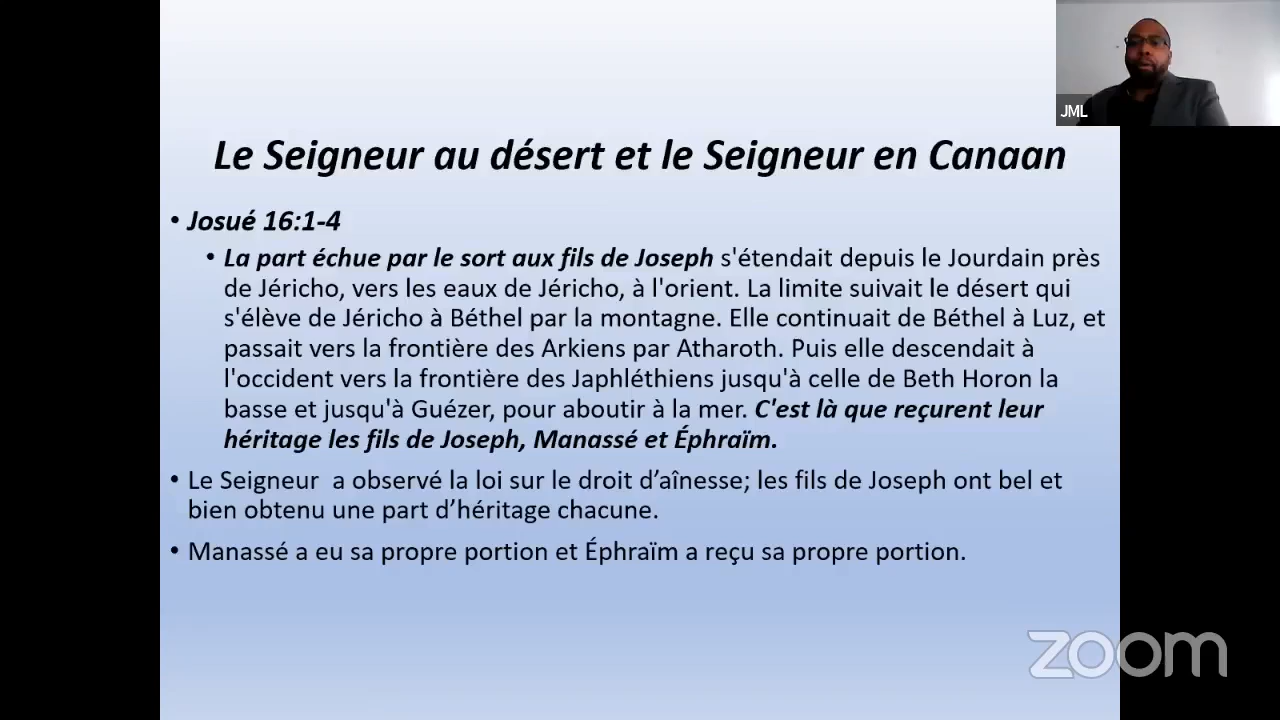 JML
Le Seigneur au désert et le Seigneur en Canaan
• Josué 16:1-4
• La part échue par le sort aux fils de Joseph s'étendait depuis le Jourdain près
de Jéricho, vers les eaux de Jéricho, à l'orient. La limite suivait le désert qui
s'élève de Jéricho à Béthel par la montagne. Elle continuait de Béthel à Luz, et
passait vers la frontière des Arkiens par Atharoth. Puis elle descendait à
l'occident vers la frontière des Japhléthiens jusqu'à celle de Beth Horon la
basse et jusqu'à Guézer, pour aboutir à la mer. C'est là que reçurent leur
héritage les fils de Joseph, Manassé et Éphraïm.
• Le Seigneur  a observé la loi sur le droit d’aînesse; les fils de Joseph ont bel et
bien obtenu une part d’héritage chacune.
• Manassé a eu sa propre portion et Éphraïm a reçu sa propre portion.
zoom